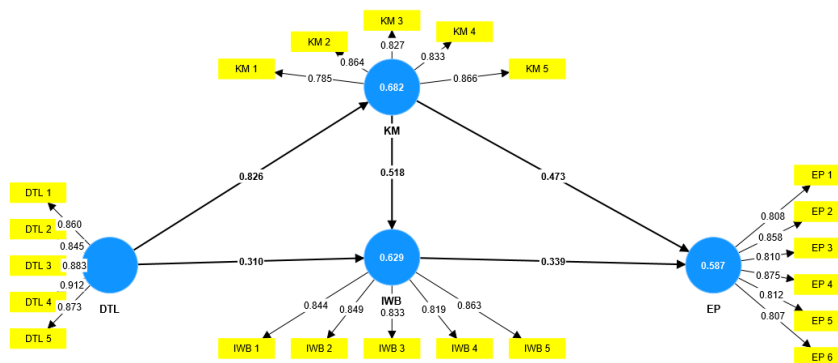 KM 3
KM 2
KM 4
KM 1
KM 5
0.827
0.864
0.833
0.785
0.866
0.682
KM
0.826
0.518
0.473
DTL 1
DTL 2
DTL 3
DTL 4
DTL 5
0.860
0.845
0.883
0.912
0.873
DTL
0.310
0.629
IWB
0.339
0.844
0.849
0.833
0.819
0.863
IWB 1
IWB 2
IWB 3
IWB 4
IWB 5
0.587
EP
0.808
0.858
0.810
0.875
0.812
0.807
EP 1
EP 2
EP 3
EP 4
EP 5
EP 6